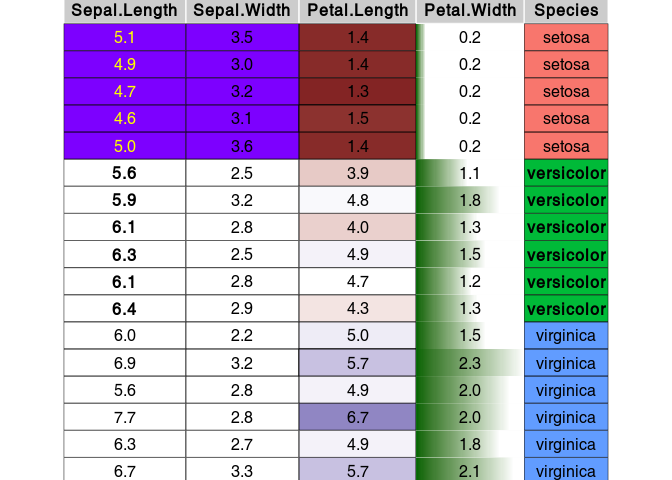 Sepal.Length Sepal.Width Petal.Length Petal.Width Species
5.1 3.5 1.4 0.2 setosa
4.9 3.0 1.4 0.2 setosa
4.7 3.2 1.3 0.2 setosa
4.6 3.1 1.5 0.2 setosa
5.0 3.6 1.4 0.2 setosa
5.6 2.5 3.9 1.1 versicolor
5.9 3.2 4.8 1.8 versicolor
6.1 2.8 4.0 1.3 versicolor
6.3 2.5 4.9 1.5 versicolor
6.1 2.8 4.7 1.2 versicolor
6.4 2.9 4.3 1.3 versicolor
6.0 2.2 5.0 1.5 virginica
6.9 3.2 5.7 2.3 virginica
5.6 2.8 4.9 2.0 virginica
7.7 2.8 6.7 2.0 virginica
6.3 2.7 4.9 1.8 virginica
6.7 3.3 5.7 2.1 virginica